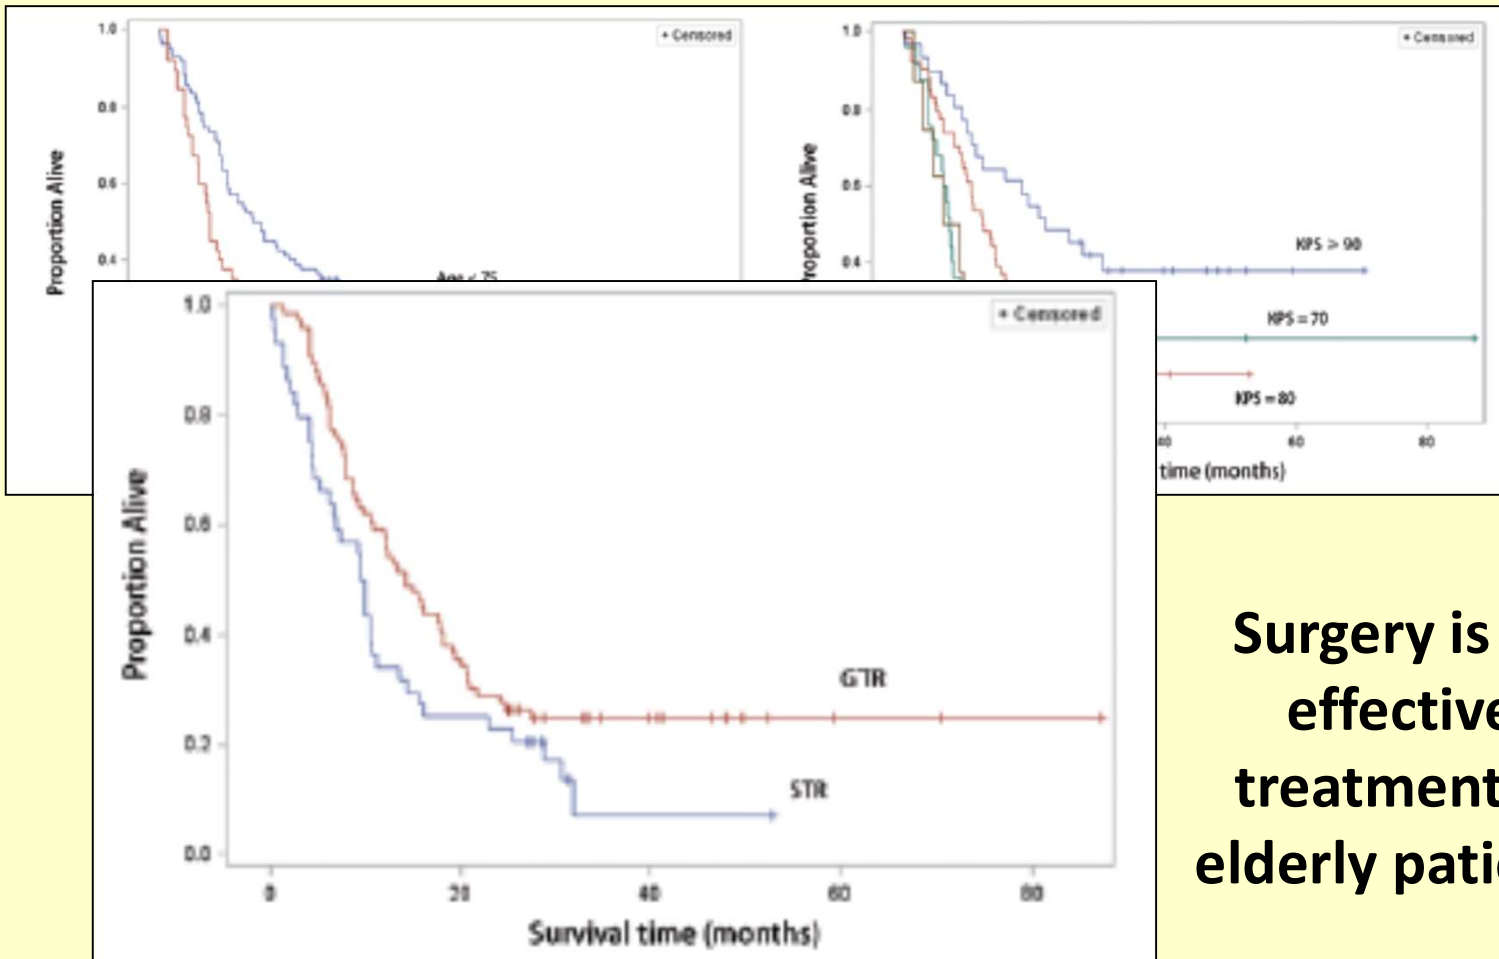 1.0
+ Censored
0.8
0.6
0.4
Proportion Alive
Age < 75
1.0
+ Censored
0.8
0.6
0.4
Proportion Alive
KPS > 90
KPS = 70
KPS = 80
60
80
time (months)
1.0
+ Censored
0.8
0.6
0.4
0.2
0.0
Proportion Alive
GTR
STR
0
20
40
60
80
Survival time (months)
Surgery is
effective
treatment
elderly